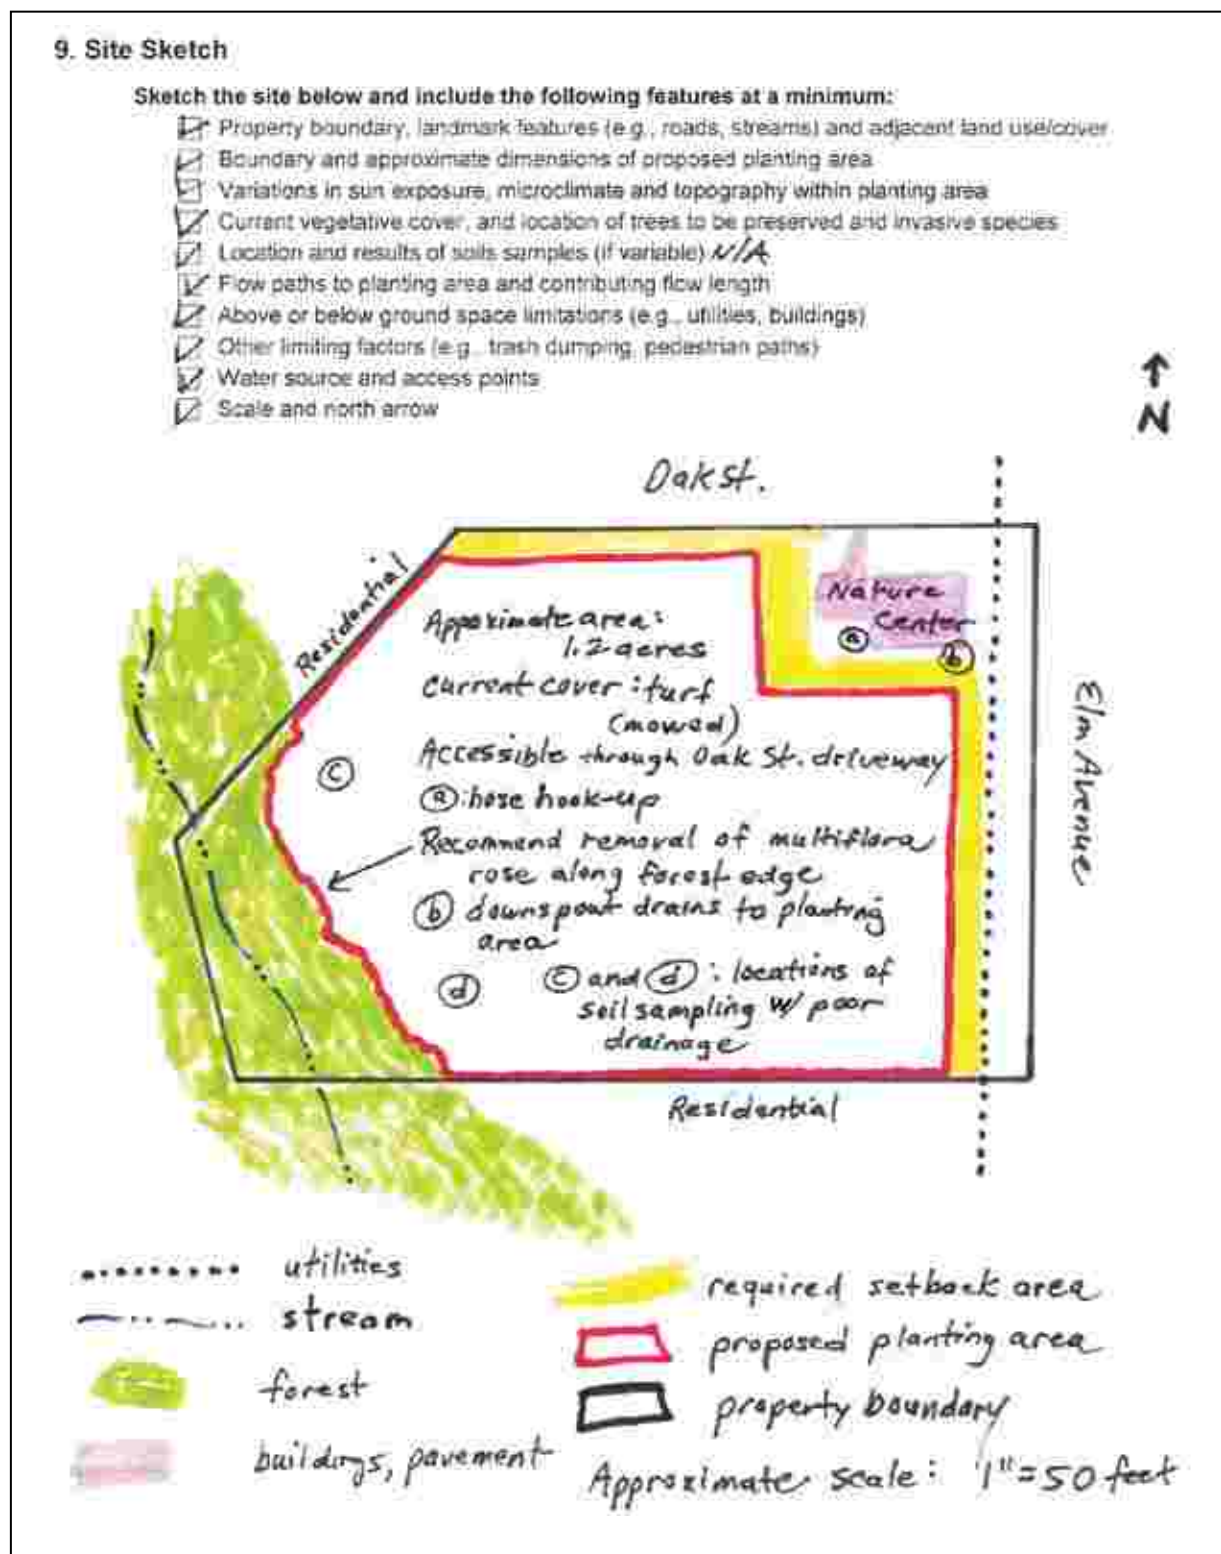 9. Site Sketch
Sketch the site below and include the following features at a minimum:
Property boundary, landmark features (e.g., roads, streams) and adjacent land use/cover
Boundary and approximate dimensions of proposed planting area
Variations in sun exposure, microclimate and topography within planting area
Current vegetative cover, and location of trees to be preserved and invasive species
Location and results of soils samples (if variable) N/A
Flow paths to planting area and contributing flow length
Above or below ground space limitations (e.g., utilities, buildings)
Other limiting factors (e.g., trash dumping, pedestrian paths)
Water source and access points
Scale and north arrow
N
Oak St.
Residential
Nature
Center
a
b
Appoximate area:
1.2 acres
current cover: turf
(mowed)
Accessible through Oak St. driveway
c
a: hose hook-up
Recommend removal of multiflora
rose along forest edge
b downspout drains to planting
area
d
c and d: locations of
soil sampling w/ poor
drainage
Elm Avenue
Residential
utilities
stream
forest
buildings, pavement
required setback area
proposed planting area
property boundary
Approximate scale: 1"=50 feet